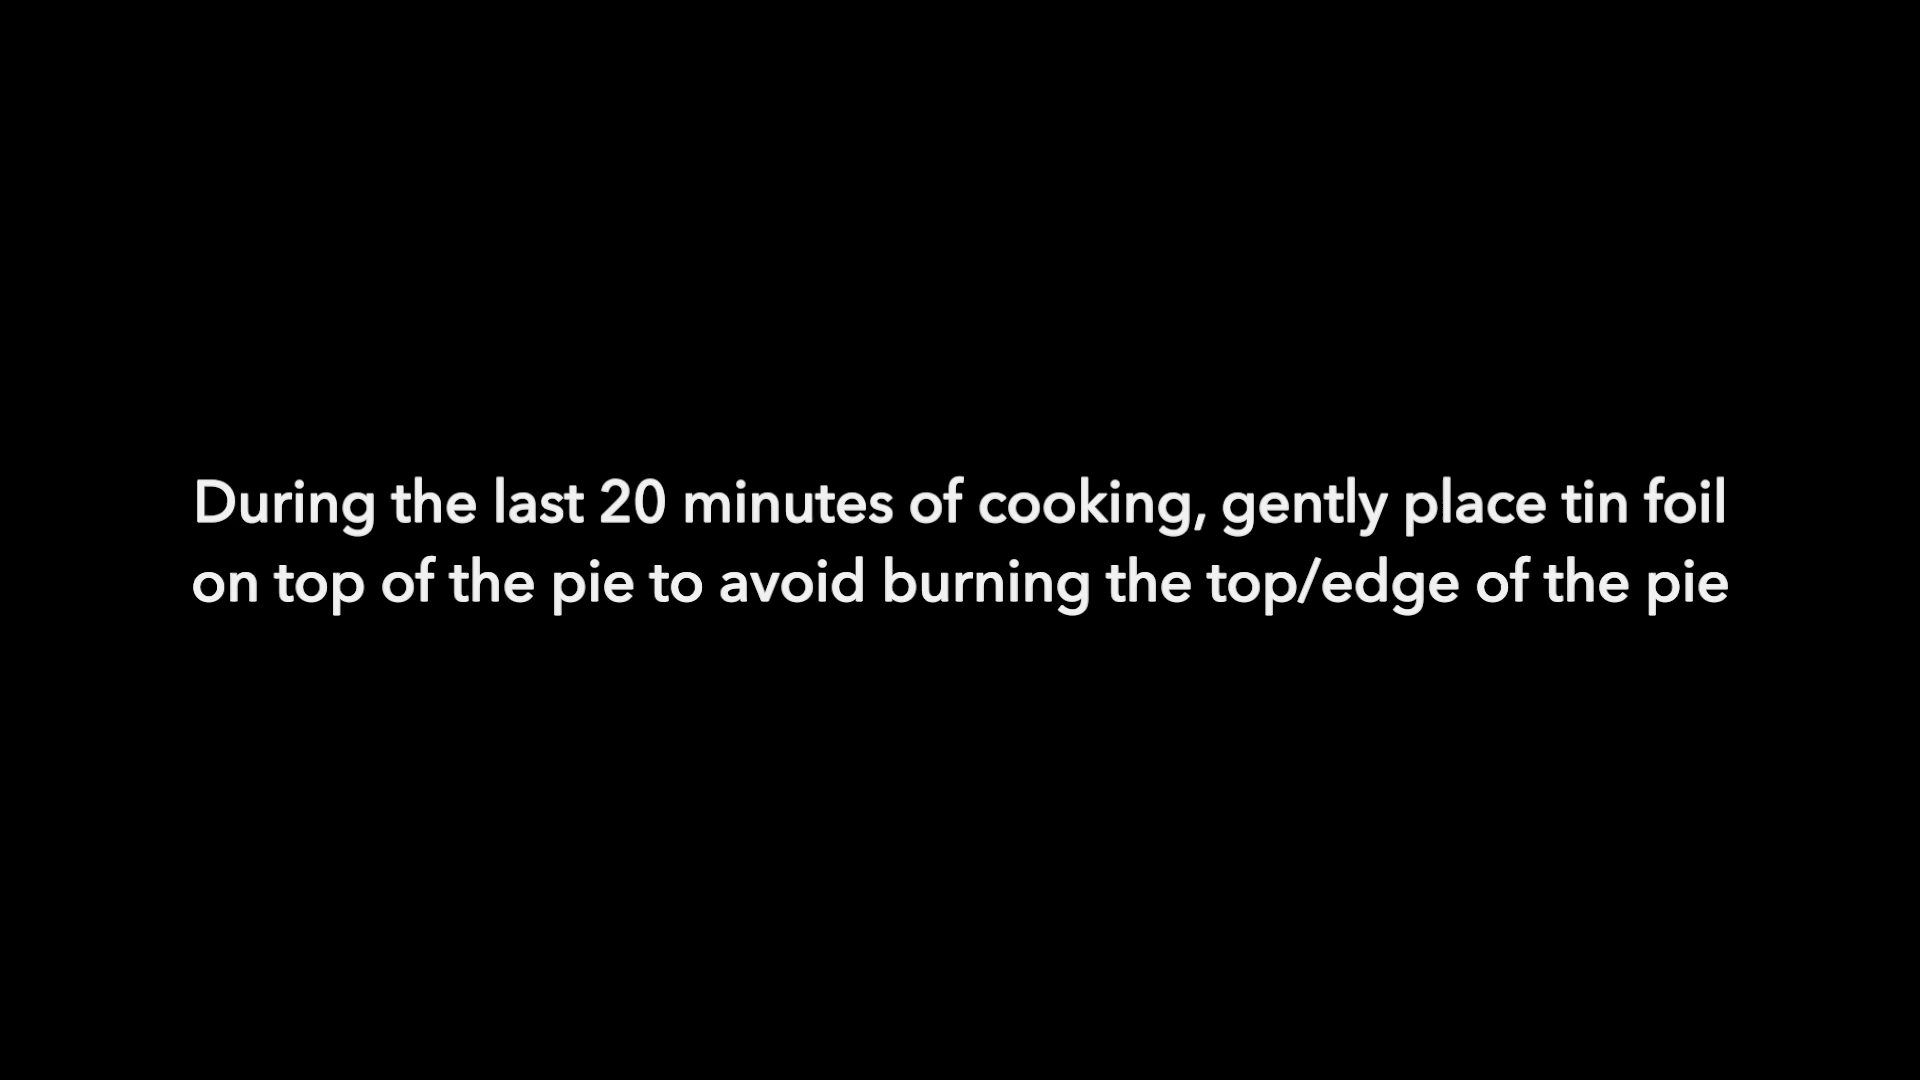 During the last 20 minutes of cooking, gently place tin foil
on top of the pie to avoid burning the top/edge of the pie